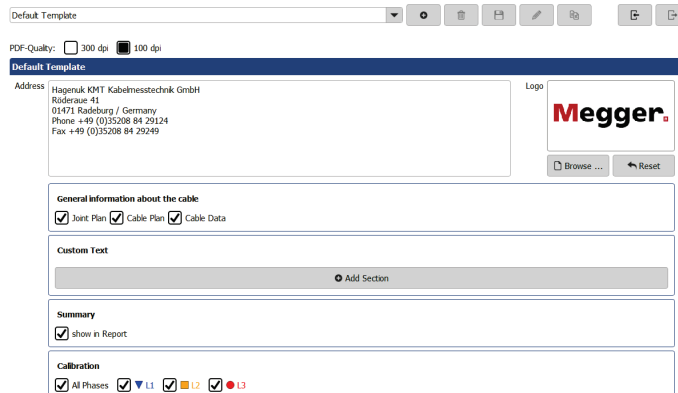 Default Template
PDF-Quality: 300 dpi 100 dpi
Default Template
Address
Hagenuk KMT Kabelmesstechnik GmbH
Röderaue 41
01471 Radeburg / Germany
Phone +49 (0)35208 84 29124
Fax +49 (0)35208 84 29249
Logo
Megger.
Browse ... Reset
General information about the cable
Joint Plan Cable Plan Cable Data
Custom Text
Add Section
Summary
show in Report
Calibration
All Phases L1 L2 L3